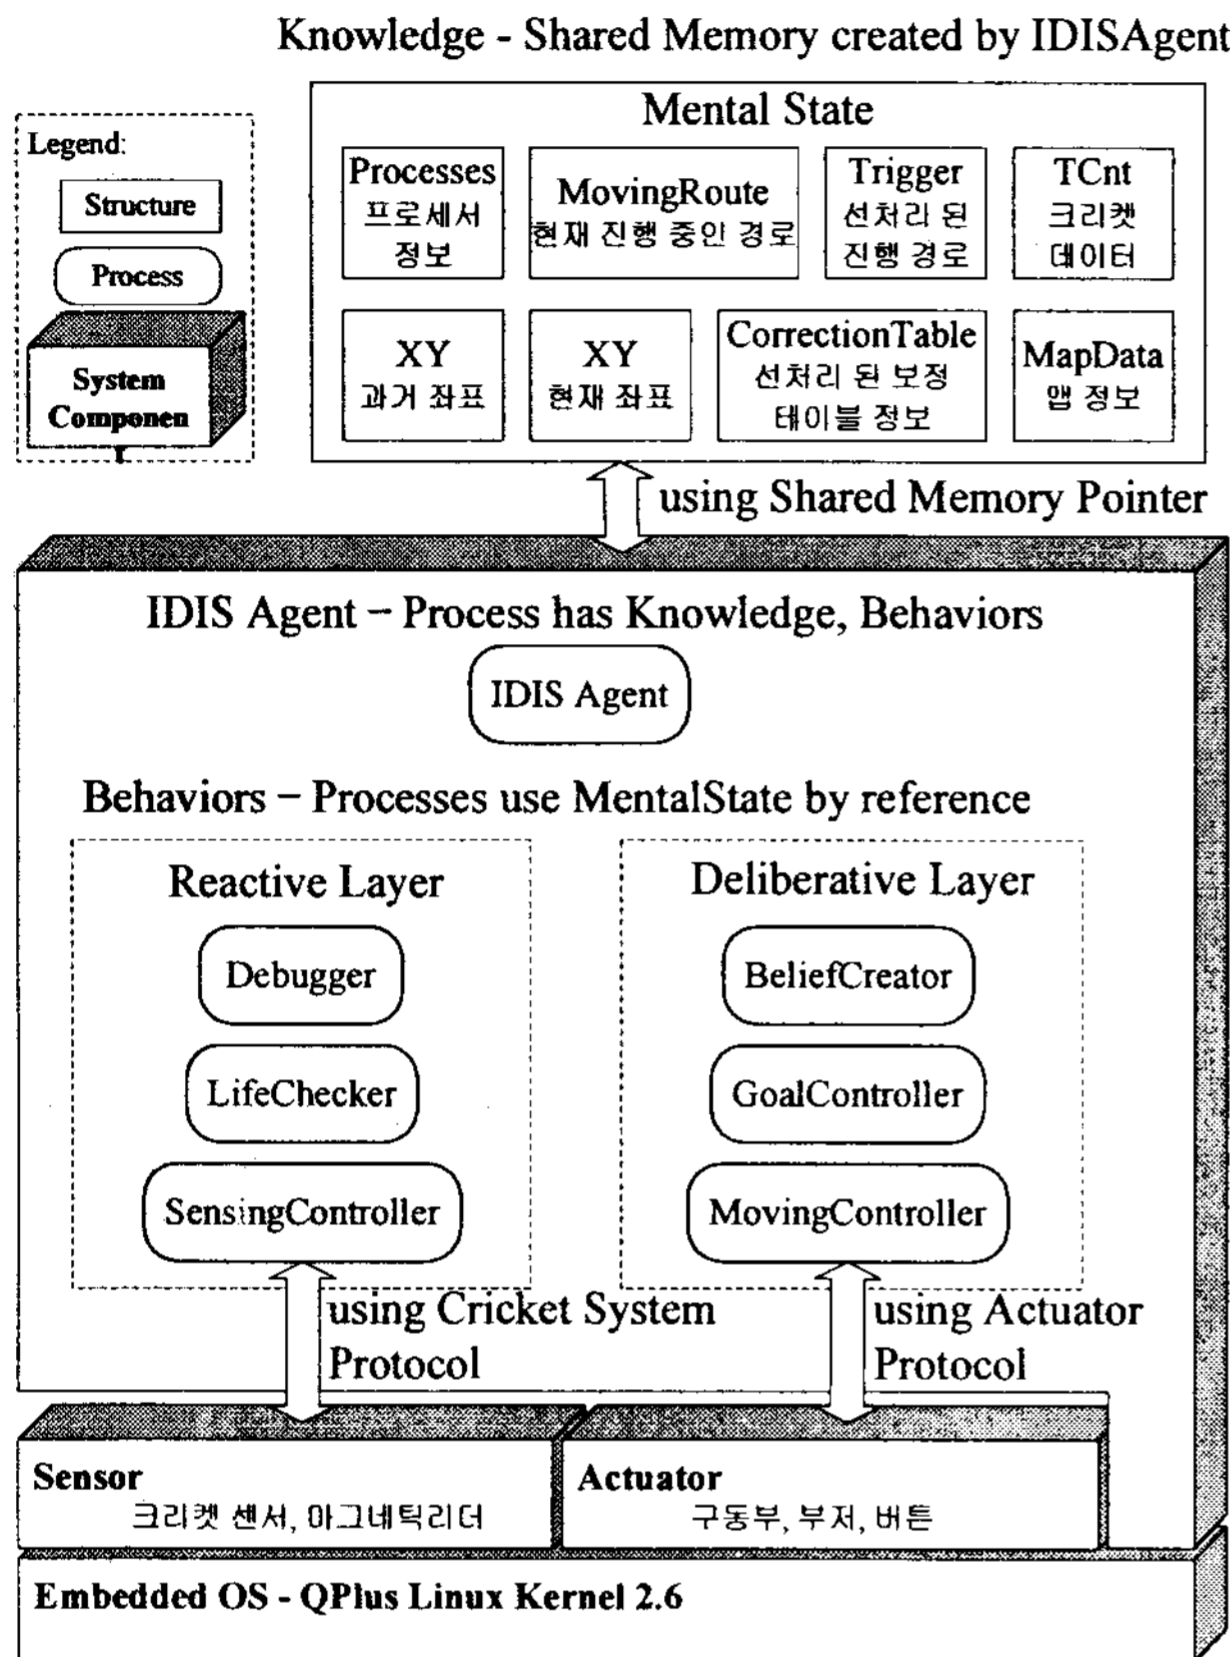 Knowledge - Shared Memory created by IDISAgent
Legend:
Structure
Process
System
Componen
Mental State
Processes
프로세서
정보
MovingRoute
현재 진행 중인 경로
Trigger
선처리 된
진행 경로
TCnt
크리켓
데이터
XY
과거 좌표
XY
현재 좌표
CorrectionTable
선처리 된 보정
테이블 정보
MapData
맵 정보
using Shared Memory Pointer
IDIS Agent – Process has Knowledge, Behaviors
IDIS Agent
Behaviors – Processes use MentalState by reference
Reactive Layer
Debugger
LifeChecker
SensingController
Deliberative Layer
BeliefCreator
GoalController
MovingController
using Cricket System
Protocol
using Actuator
Protocol
Sensor
크리켓 센서, 마그네틱리더
Actuator
구동부, 부저, 버튼
Embedded OS - QPlus Linux Kernel 2.6